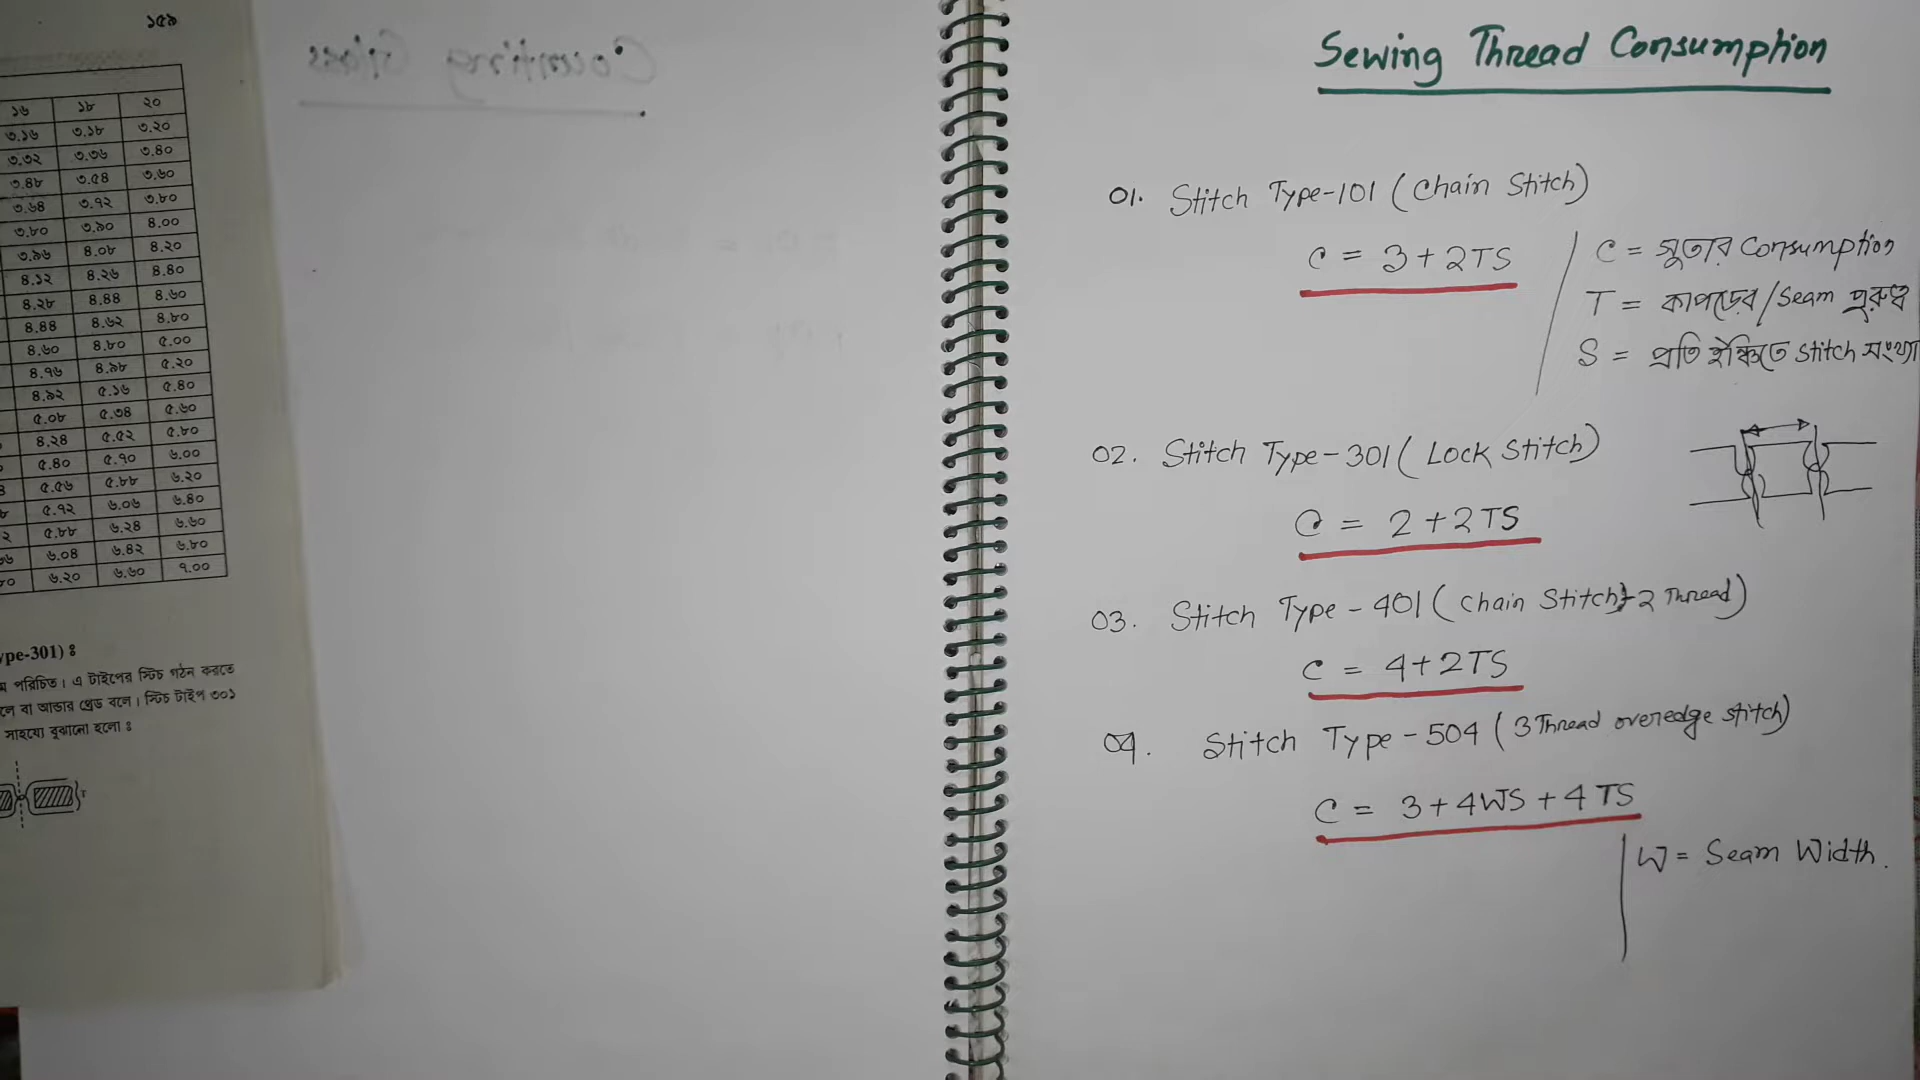 ১৫৯
১৬ ১৮ ২০
৩.১৬ ৩.১৮ ৩.২০
৩.৩২ ৩.৩৬ ৩.৪০
৩.৪৮ ৩.৫৪ ৩.৬০
৩.৬৪ ৩.৭২ ৩.৮০
৩.৮০ ৩.৯০ ৪.০০
৩.৯৬ ৪.০৮ ৪.২০
৪.১২ ৪.২৬ ৪.৪০
৪.২৮ ৪.৪৪ ৪.৬০
৪.৪৪ ৪.৬২ ৪.৮০
৪.৬০ ৪.৮০ ৫.০০
৪.৭৬ ৪.৯৮ ৫.২০
৪.৯২ ৫.১৬ ৫.৪০
৫.০৮ ৫.৩৪ ৫.৬০
৪.২৪ ৫.৫২ ৫.৮০
৫.৪০ ৫.৭০ ৬.০০
৫.৫৬ ৫.৮৮ ৬.২০
৫.৭২ ৬.০৬ ৬.৪০
৫.৮৮ ৬.২৪ ৬.৬০
৬.০৪ ৬.৪২ ৬.৮০
৬.২০ ৬.৬০ ৭.০০
ype-301) ঃ
পরিচিত। এ টাইপের স্টিচ গঠন করতে
বা আন্ডার থ্রেড বলে। স্টিচ টাইপ ৩০১
সাহায্যে বুঝানো হলো ঃ
Sewing Thread Consumption
01. Stitch Type-101 (Chain Stitch)
C = 3+2TS
C = সুতার Consumption
T = কাপড়ের/Seam পুরুত্ব
S = প্রতি ইঞ্চিতে stitch সংখ্যা
02. Stitch Type-301 (Lock Stitch)
C = 2+2TS
03. Stitch Type-401 (Chain Stitch-2 Thread)
C = 4+2TS
04. Stitch Type-504 (3 Thread overedge stitch)
C = 3+4WS+4TS
W = Seam Width.